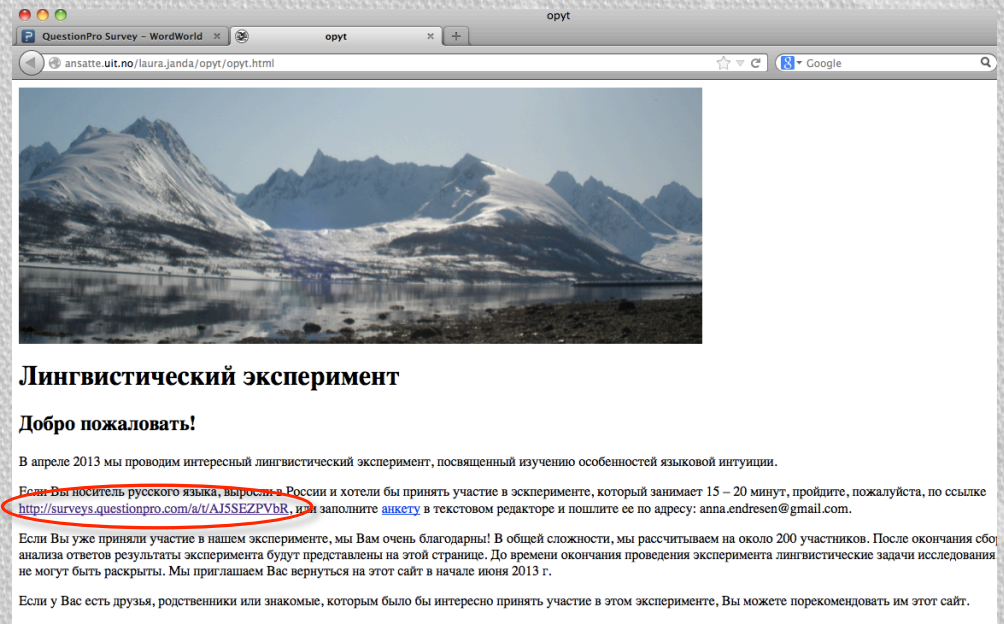 opyt
QuestionPro Survey – WordWorld
opyt
ansatte.uit.no/laura.janda/opyt/opyt.html
Google
Лингвистический эксперимент
Добро пожаловать!
В апреле 2013 мы проводим интересный лингвистический эксперимент, посвященный изучению особенностей языковой интуиции.
Если Вы носитель русского языка, выросли в России и хотели бы принять участие в эскперименте, который занимает 15 – 20 минут, пройдите, пожалуйста, по ссылке
http://surveys.questionpro.com/a/t/AJ5SEZPVbR, или заполните анкету в текстовом редакторе и пошлите ее по адресу: anna.endresen@gmail.com.
Если Вы уже приняли участие в нашем эксперименте, мы Вам очень благодарны! В общей сложности, мы рассчитываем на около 200 участников. После окончания сбор
анализа ответов результаты эксперимента будут представлены на этой странице. До времени окончания проведения эксперимента лингвистические задачи исследования
не могут быть раскрыты. Мы приглашаем Вас вернуться на этот сайт в начале июня 2013 г.
Если у Вас есть друзья, родственники или знакомые, которым было бы интересно принять участие в этом эксперименте, Вы можете порекомендовать им этот сайт.